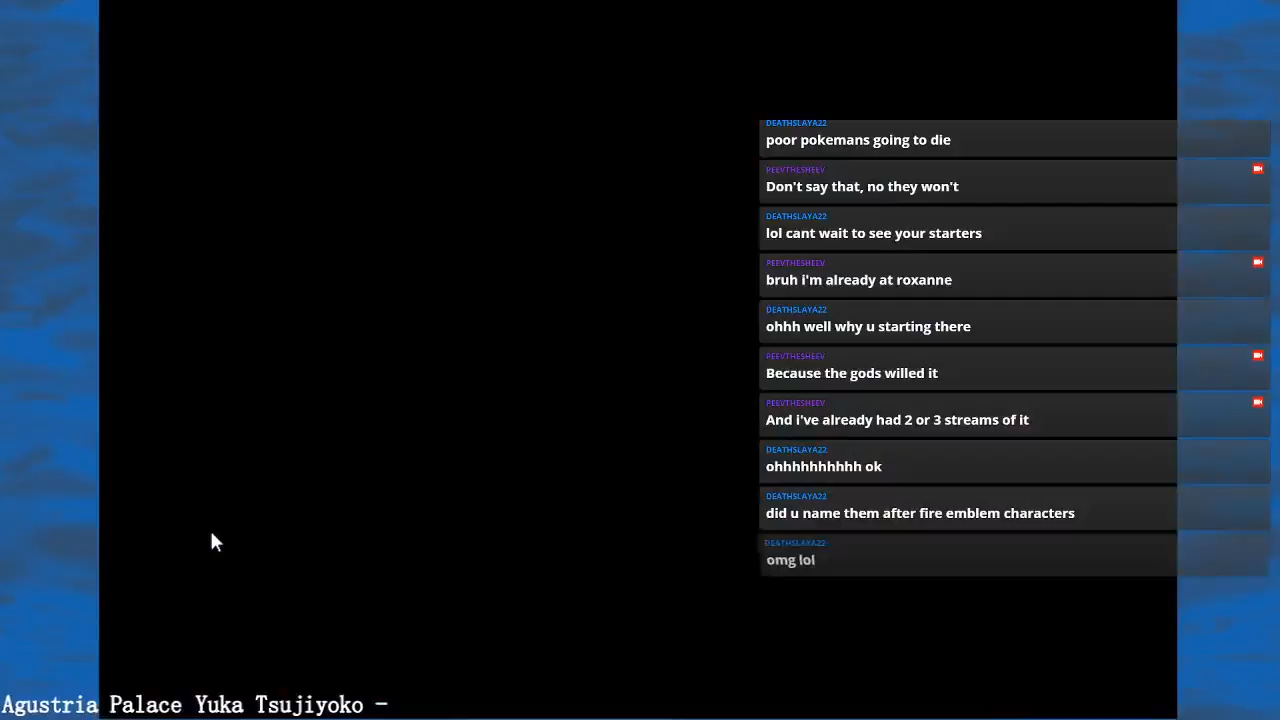 DEATHSLAYA22
poor pokemans going to die
PEEVTHESHEEV
Don't say that, no they won't
DEATHSLAYA22
lol cant wait to see your starters
PEEVTHESHEEV
bruh i'm already at roxanne
DEATHSLAYA22
ohhh well why u starting there
PEEVTHESHEEV
Because the gods willed it
PEEVTHESHEEV
And i've already had 2 or 3 streams of it
DEATHSLAYA22
ohhhhhhhhhh ok
DEATHSLAYA22
did u name them after fire emblem characters
DEATHSLAYA22
omg lol
Agustria Palace Yuka Tsujiyoko -